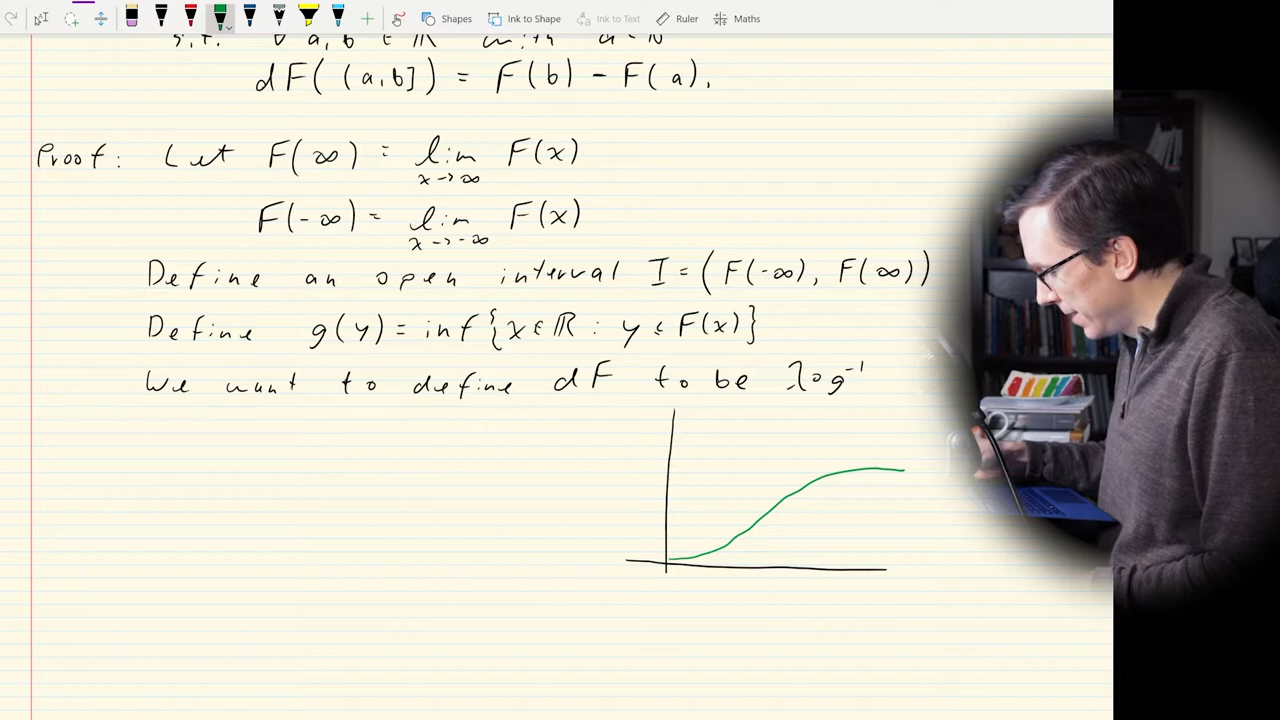 Shapes Ink to Shape Ink to Text Ruler Maths
s.t. ∀ a, b ∈ ℝ with a
dF((a,b]) = F(b) - F(a).
Proof: Let F(∞) = lim x→∞ F(x)
F(-∞) = lim x→-∞ F(x)
Define an open interval I = (F(-∞), F(∞))
Define g(y) = inf{x ∈ ℝ : y ≤ F(x)}
We want to define dF to be λ∘g⁻¹